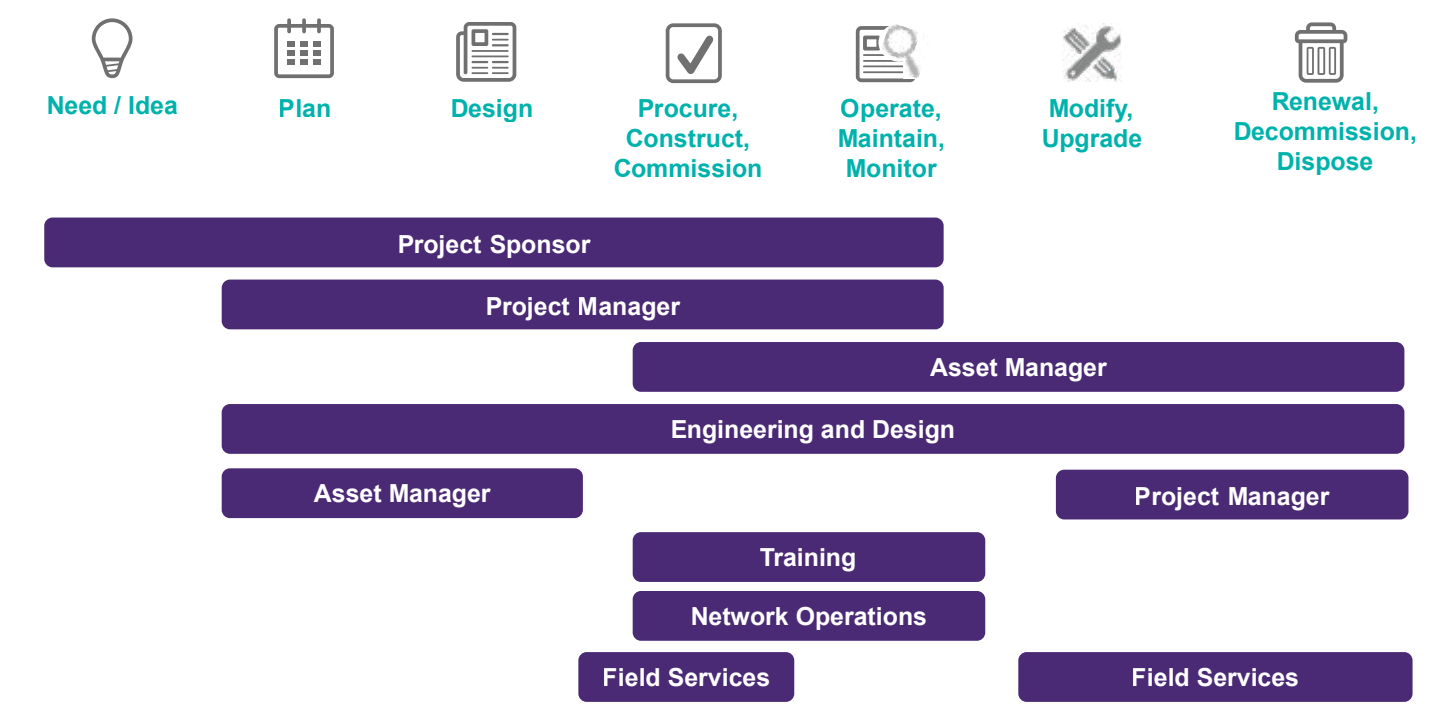 Need / Idea
Plan
Design
Procure,
Construct,
Commission
Operate,
Maintain,
Monitor
Modify,
Upgrade
Renewal,
Decommission,
Dispose
Project Sponsor
Project Manager
Asset Manager
Engineering and Design
Asset Manager
Project Manager
Training
Network Operations
Field Services
Field Services